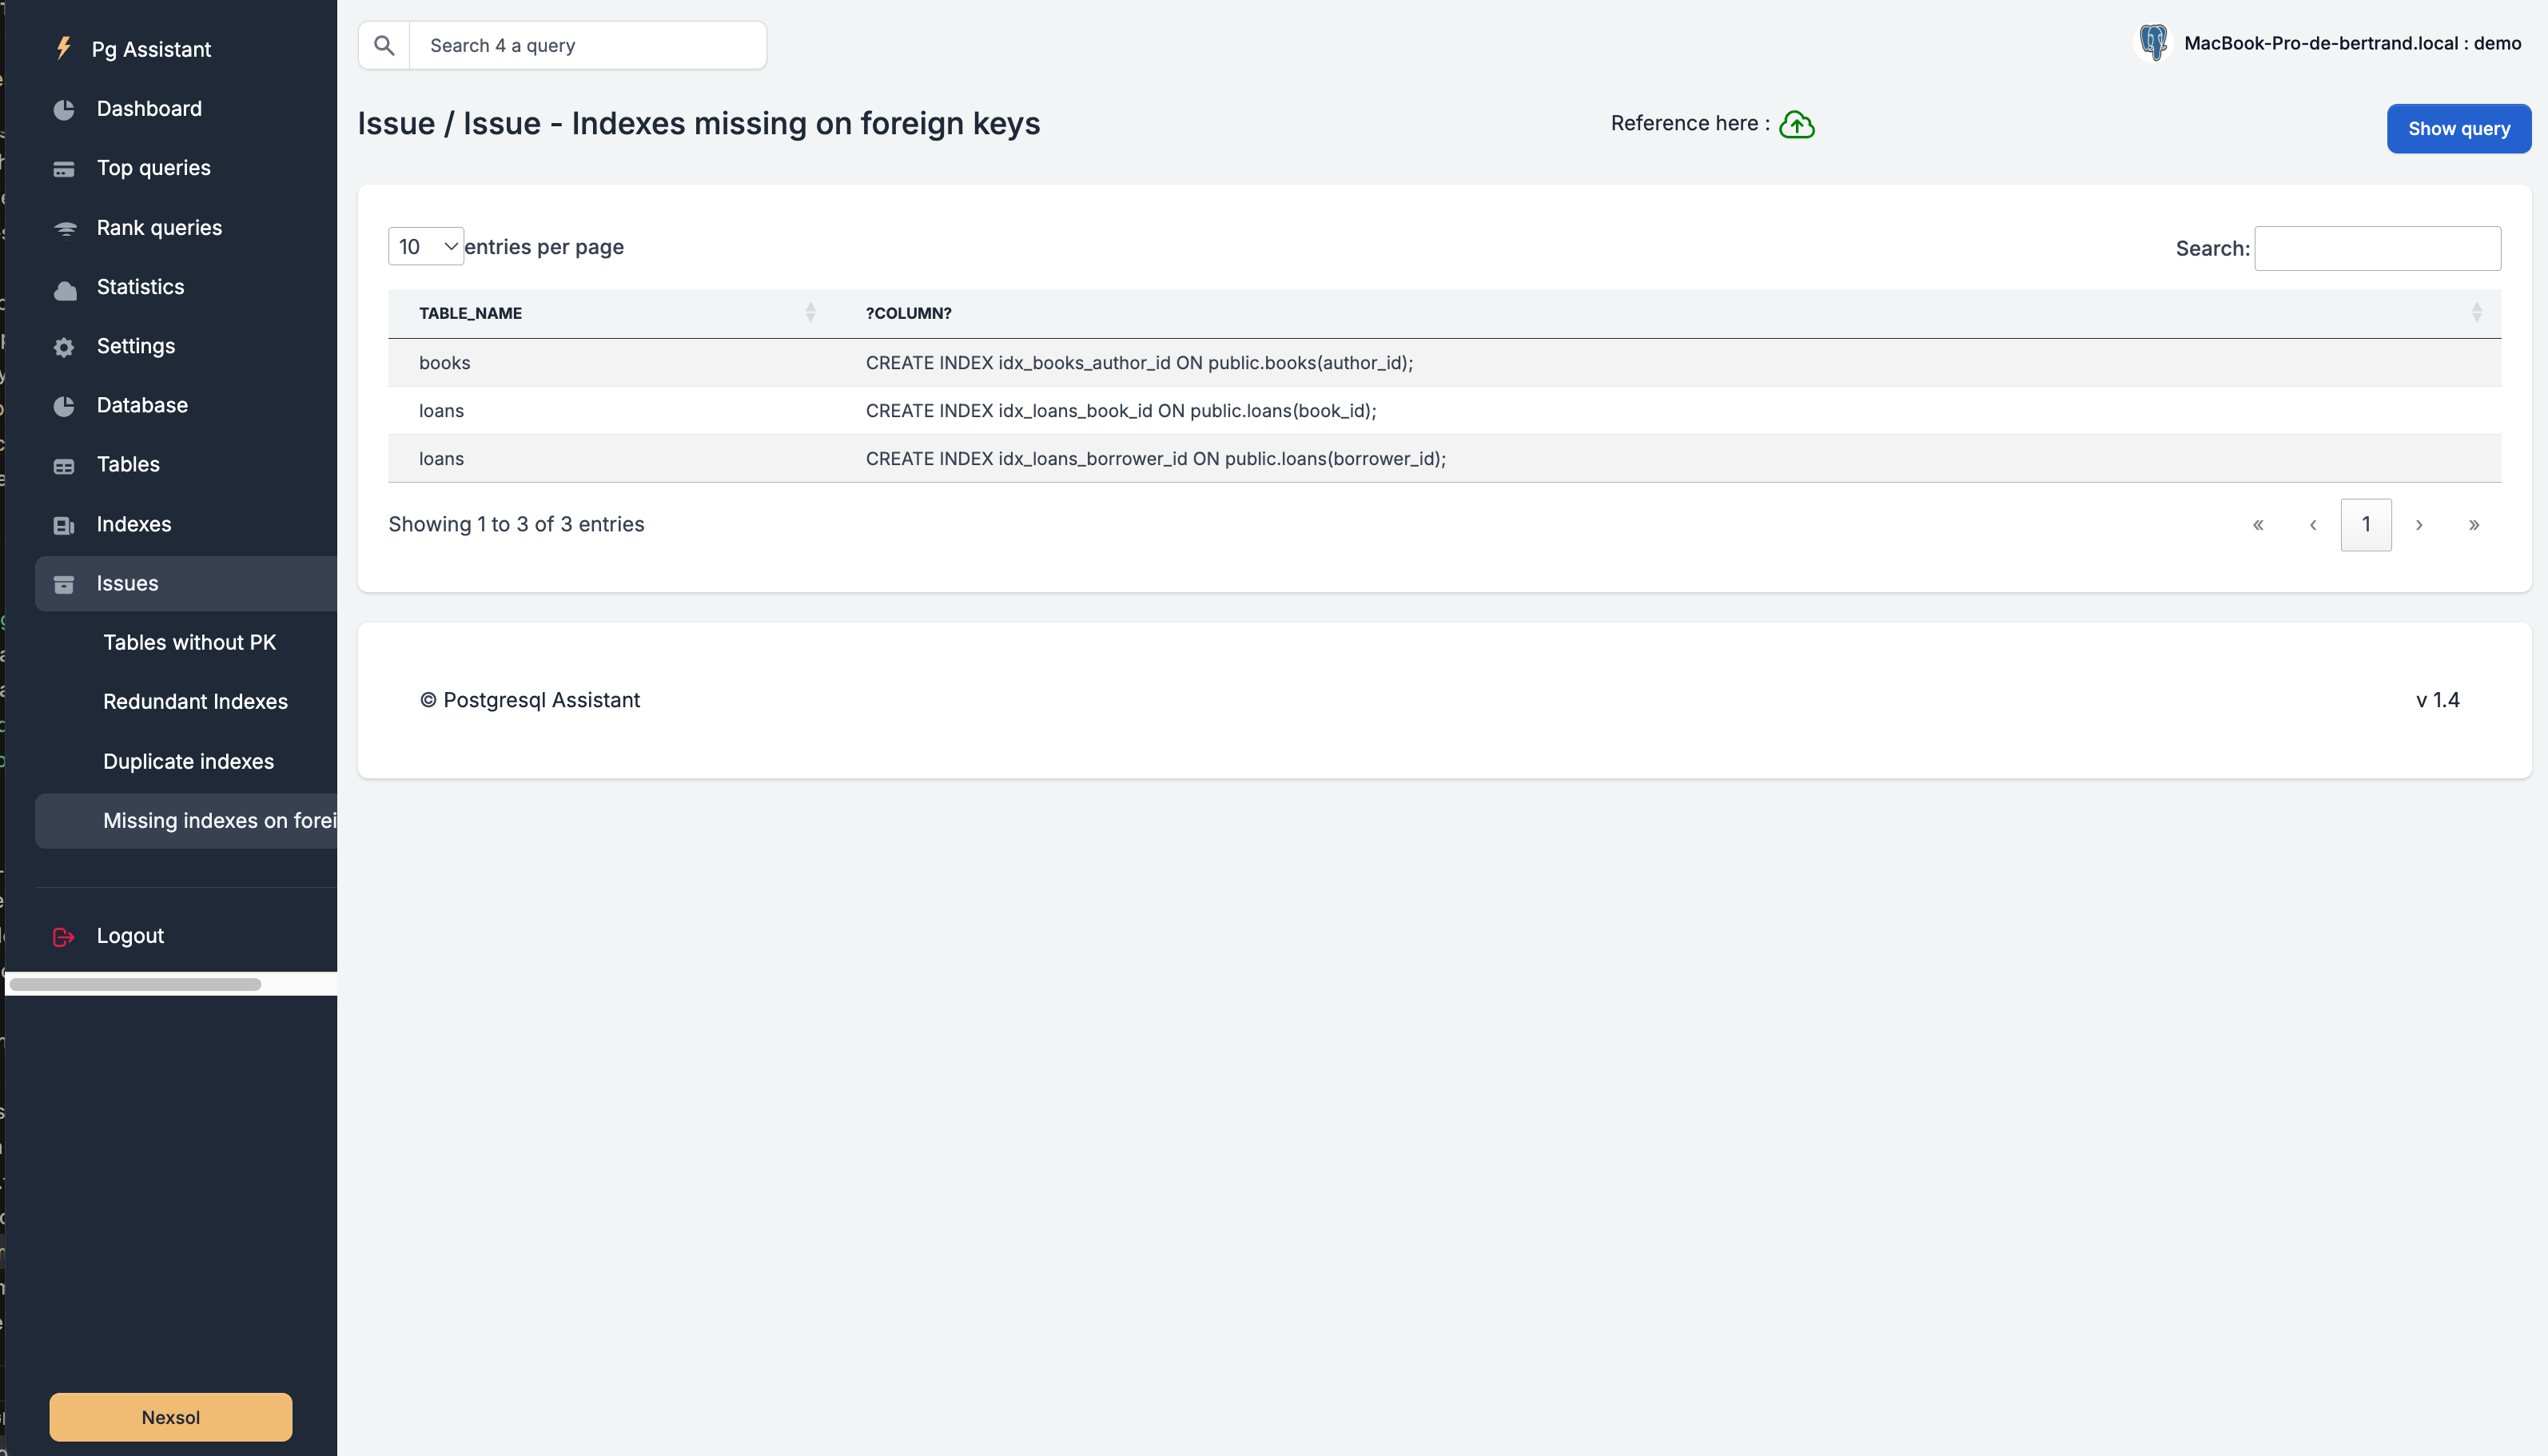 Pg Assistant
Dashboard
Top queries
Rank queries
Statistics
Settings
Database
Tables
Indexes
Issues
Tables without PK
Redundant Indexes
Duplicate indexes
Missing indexes on forei
Logout
Nexsol
Search 4 a query
MacBook-Pro-de-bertrand.local : demo
Issue / Issue - Indexes missing on foreign keys
Reference here :
Show query
10 entries per page
Search:
TABLE_NAME ?COLUMN?
books CREATE INDEX idx_books_author_id ON public.books(author_id);
loans CREATE INDEX idx_loans_book_id ON public.loans(book_id);
loans CREATE INDEX idx_loans_borrower_id ON public.loans(borrower_id);
Showing 1 to 3 of 3 entries
« ‹ 1 › »
© Postgresql Assistant
v 1.4